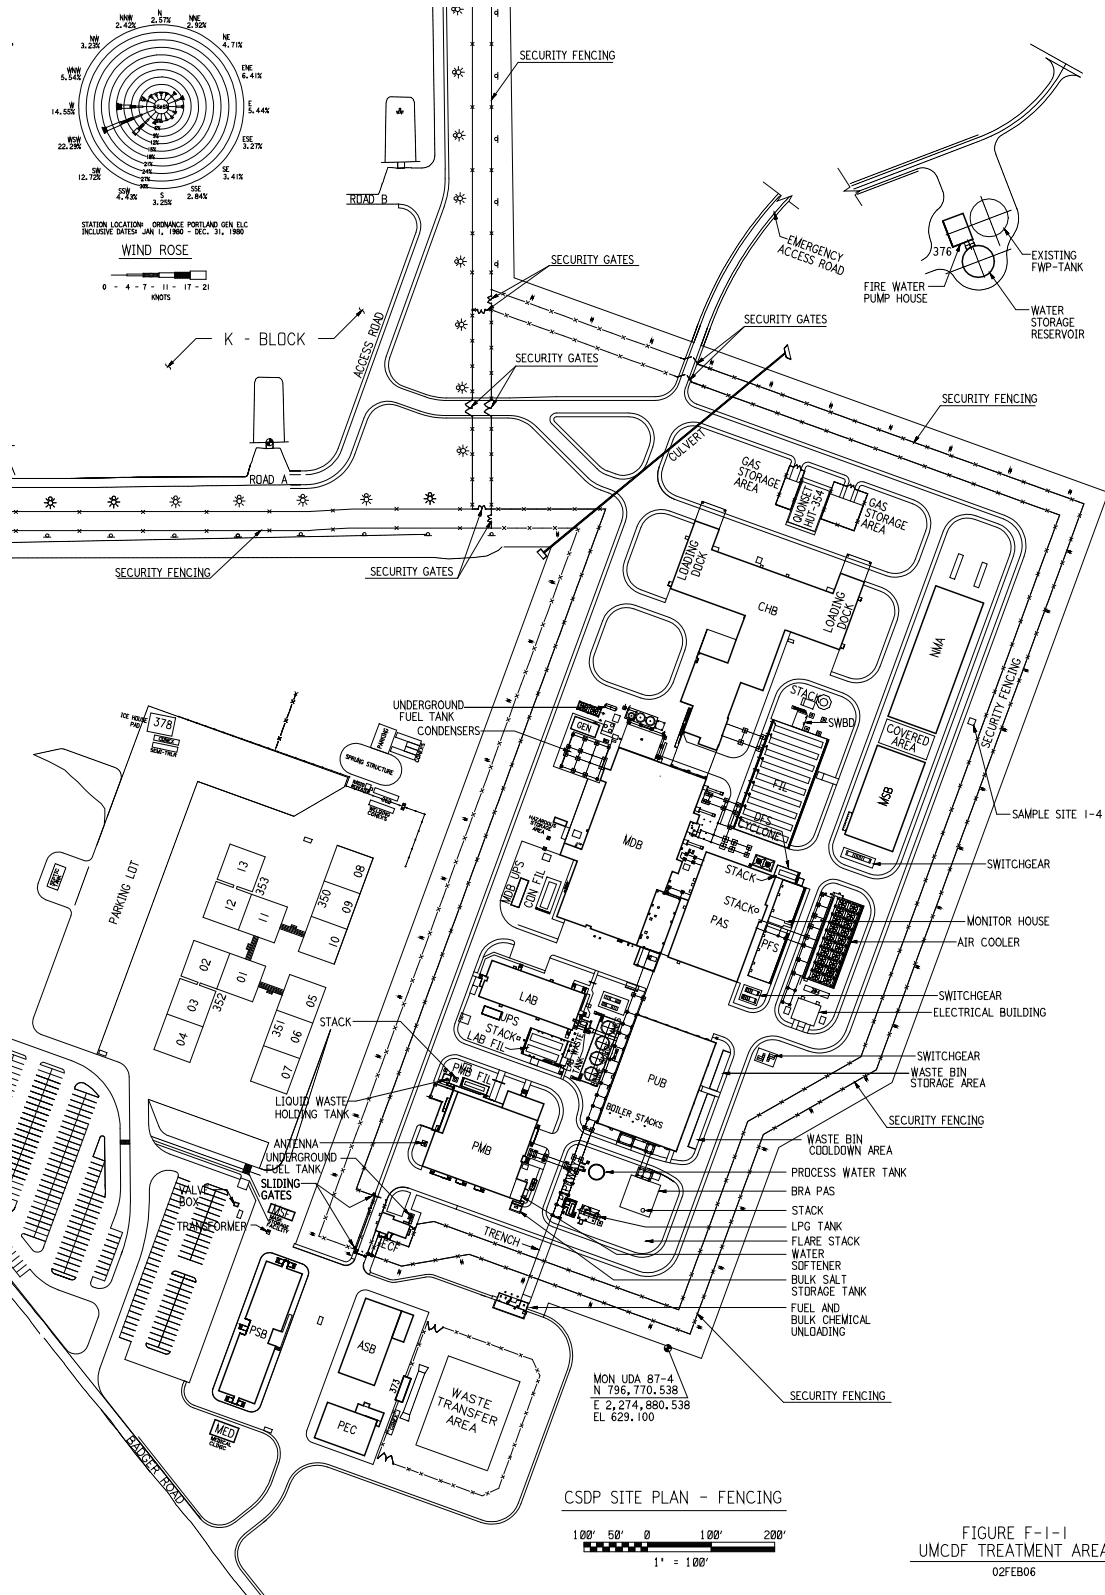 N
2.57%
NNW
2.42%
NNE
2.92%
NW
3.23%
NE
4.71%
WNW
5.54%
ENE
6.41%
W
14.55%
E
5.44%
WSW
22.29%
ESE
3.27%
SW
12.72%
SE
3.41%
SSW
4.43%
S
3.25%
SSE
2.84%
STATION LOCATION: ORDNANCE PORTLAND GEN ELC
INCLUSIVE DATES: JAN 1, 1980 - DEC. 31, 1980
WIND ROSE
0 - 4 - 7 - 11 - 17 - 21
KNOTS
K - BLOCK
ROAD B
ACCESS ROAD
ROAD A
SECURITY FENCING
SECURITY GATES
SECURITY GATES
SECURITY GATES
SECURITY FENCING
SECURITY GATES
EMERGENCY
ACCESS ROAD
376
FIRE WATER
PUMP HOUSE
EXISTING
FWP-TANK
WATER
STORAGE
RESERVOIR
SECURITY FENCING
CULVERT
GAS
STORAGE
AREA
QUONSET
HUT-354
GAS
STORAGE
AREA
LOADING
DOCK
CHB
LOADING
DOCK
NMA
COVERED
AREA
MSB
SECURITY FENCING
STACK
SWBD
FIL
DFS
CYCLONE
UNDERGROUND
FUEL TANK
CONDENSERS
GEN
MDB
HAZARDOUS
STORAGE
AREA
MDB UPS
CON FIL
STACK
STACK
PAS
PFS
SAMPLE SITE 1-4
SWITCHGEAR
MONITOR HOUSE
AIR COOLER
SWITCHGEAR
ELECTRICAL BUILDING
SWITCHGEAR
WASTE BIN
STORAGE AREA
SECURITY FENCING
WASTE BIN
COOLDOWN AREA
PROCESS WATER TANK
BRA PAS
STACK
LPG TANK
FLARE STACK
WATER
SOFTENER
BULK SALT
STORAGE TANK
FUEL AND
BULK CHEMICAL
UNLOADING
SECURITY FENCING
ICE HOUSE
PAD
378
PARKING
SPRUNG STRUCTURE
PARKING LOT
13
353
12
11
08
350
09
10
02
01
03
352
04
05
351
06
07
LAB
UPS
STACK
LAB FIL
PUB
BOILER STACKS
STACK
PMB FIL
LIQUID WASTE
HOLDING TANK
PMB
ANTENNA
UNDERGROUND
FUEL TANK
SLIDING
GATES
VALVE
BOX
TRANSFORMER
MSF
ECF
TRENCH
PSB
ASB
373
PEC
WASTE
TRANSFER
AREA
MED
MEDICAL
CLINIC
BADGER ROAD
MON UDA 87-4
N 796,770.538
E 2,274,880.538
EL 629.100
CSDP SITE PLAN - FENCING
100' 50' 0 100' 200'
1" = 100'
FIGURE F-1-1
UMCDF TREATMENT AREA
02FEB06